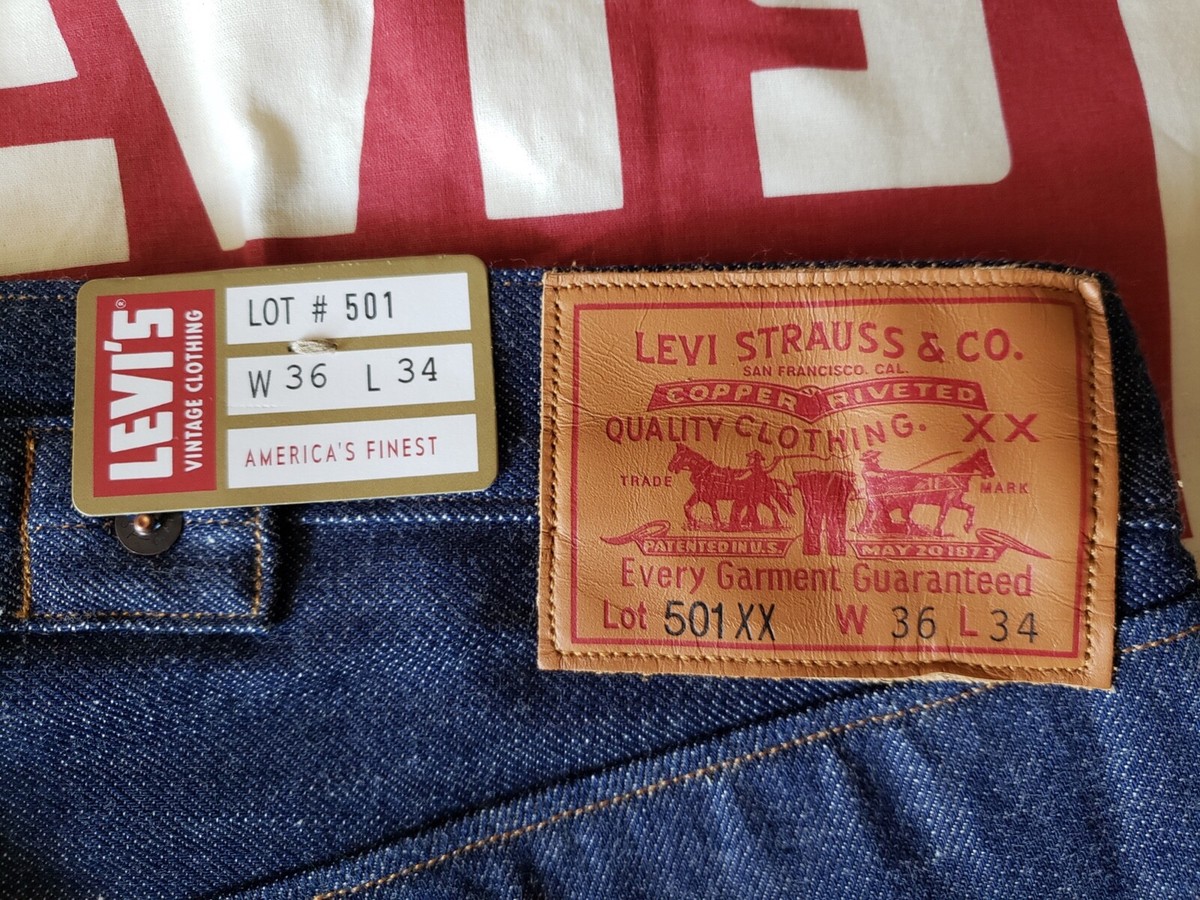 LEVI'S®
VINTAGE CLOTHING
LOT # 501
W 36 L 34
AMERICA'S FINEST
LEVI STRAUSS & CO.
SAN FRANCISCO. CAL.
COPPER RIVETED
QUALITY CLOTHING. XX
TRADE MARK
PATENTED IN U.S. MAY 20 1873
Every Garment Guaranteed
Lot 501XX W 36 L 34